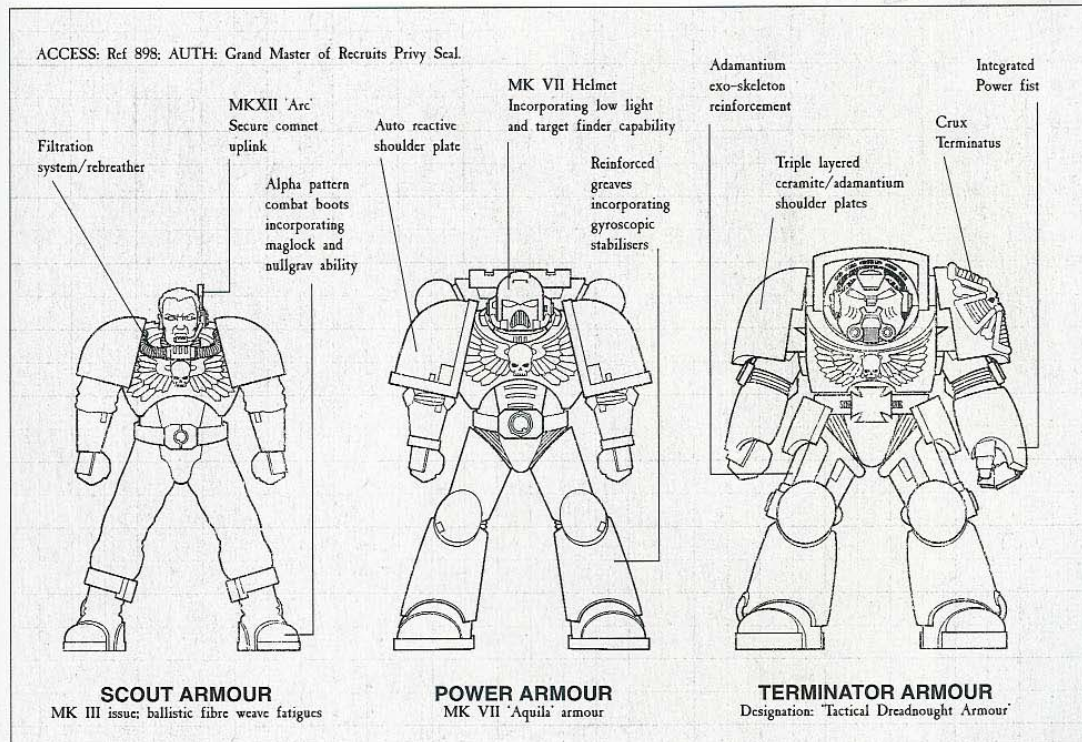 ACCESS: Ref 898; AUTH: Grand Master of Recruits Privy Seal.
Filtration
system/rebreather
MKXII 'Arc'
Secure comnet
uplink
Alpha pattern
combat boots
incorporating
maglock and
nullgrav ability
Auto reactive
shoulder plate
MK VII Helmet
Incorporating low light
and target finder capability
Reinforced
greaves
incorporating
gyroscopic
stabilisers
Adamantium
exo-skeleton
reinforcement
Triple layered
ceramite/adamantium
shoulder plates
Integrated
Power fist
Crux
Terminatus
SCOUT ARMOUR
MK III issue; ballistic fibre weave fatigues
POWER ARMOUR
MK VII 'Aquila' armour
TERMINATOR ARMOUR
Designation: 'Tactical Dreadnought Armour'